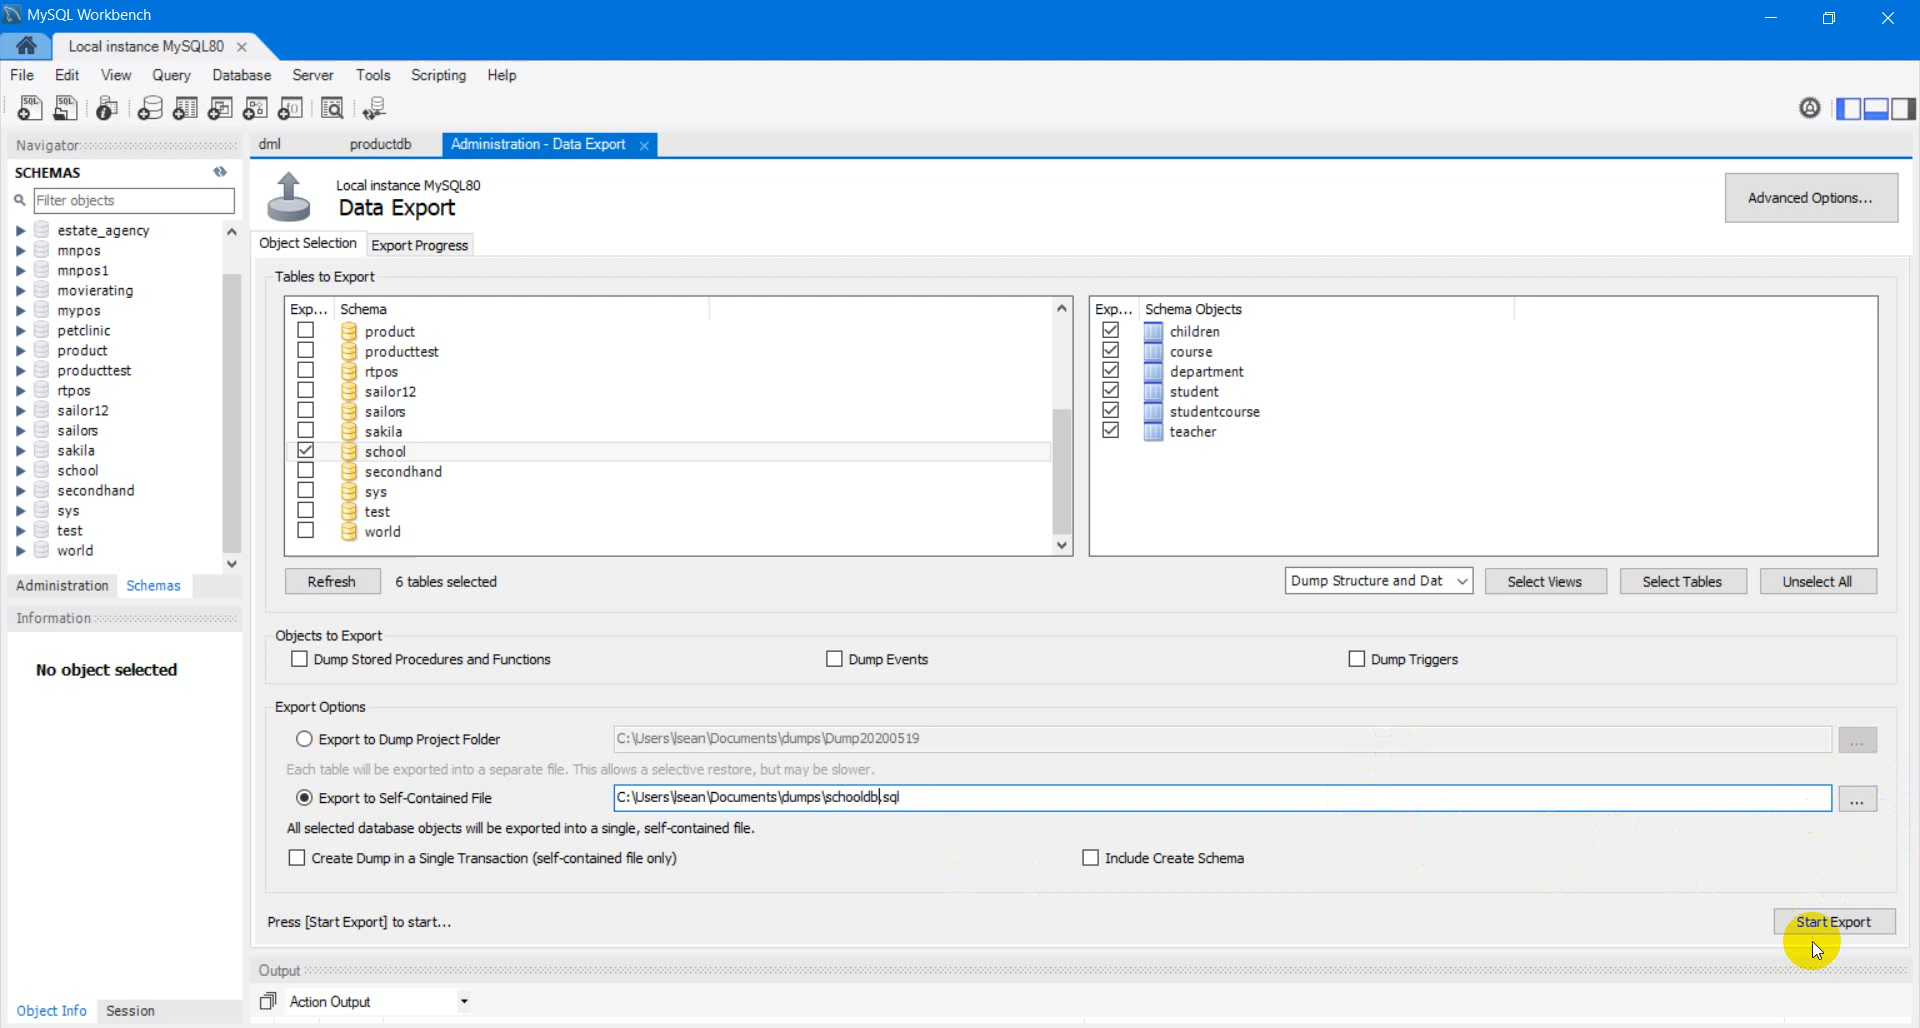 MySQL Workbench
Local instance MySQL80
File Edit View Query Database Server Tools Scripting Help
Navigator
SCHEMAS
Filter objects
estate_agency
mnpos
mnpos1
movierating
mypos
petclinic
product
producttest
rtpos
sailor12
sailors
sakila
school
secondhand
sys
test
world
Administration Schemas
Information
No object selected
Object Info Session
dml productdb Administration - Data Export
Local instance MySQL80
Data Export
Advanced Options...
Object Selection Export Progress
Tables to Export
Exp... Schema
product
producttest
rtpos
sailor12
sailors
sakila
school
secondhand
sys
test
world
Exp... Schema Objects
children
course
department
student
studentcourse
teacher
Refresh 6 tables selected Dump Structure and Dat Select Views Select Tables Unselect All
Objects to Export
Dump Stored Procedures and Functions Dump Events Dump Triggers
Export Options
Export to Dump Project Folder C:\Users\lsean\Documents\dumps\Dump20200519 ...
Each table will be exported into a separate file. This allows a selective restore, but may be slower.
Export to Self-Contained File C:\Users\lsean\Documents\dumps\schooldb.sql ...
All selected database objects will be exported into a single, self-contained file.
Create Dump in a Single Transaction (self-contained file only) Include Create Schema
Press [Start Export] to start... Start Export
Output
Action Output